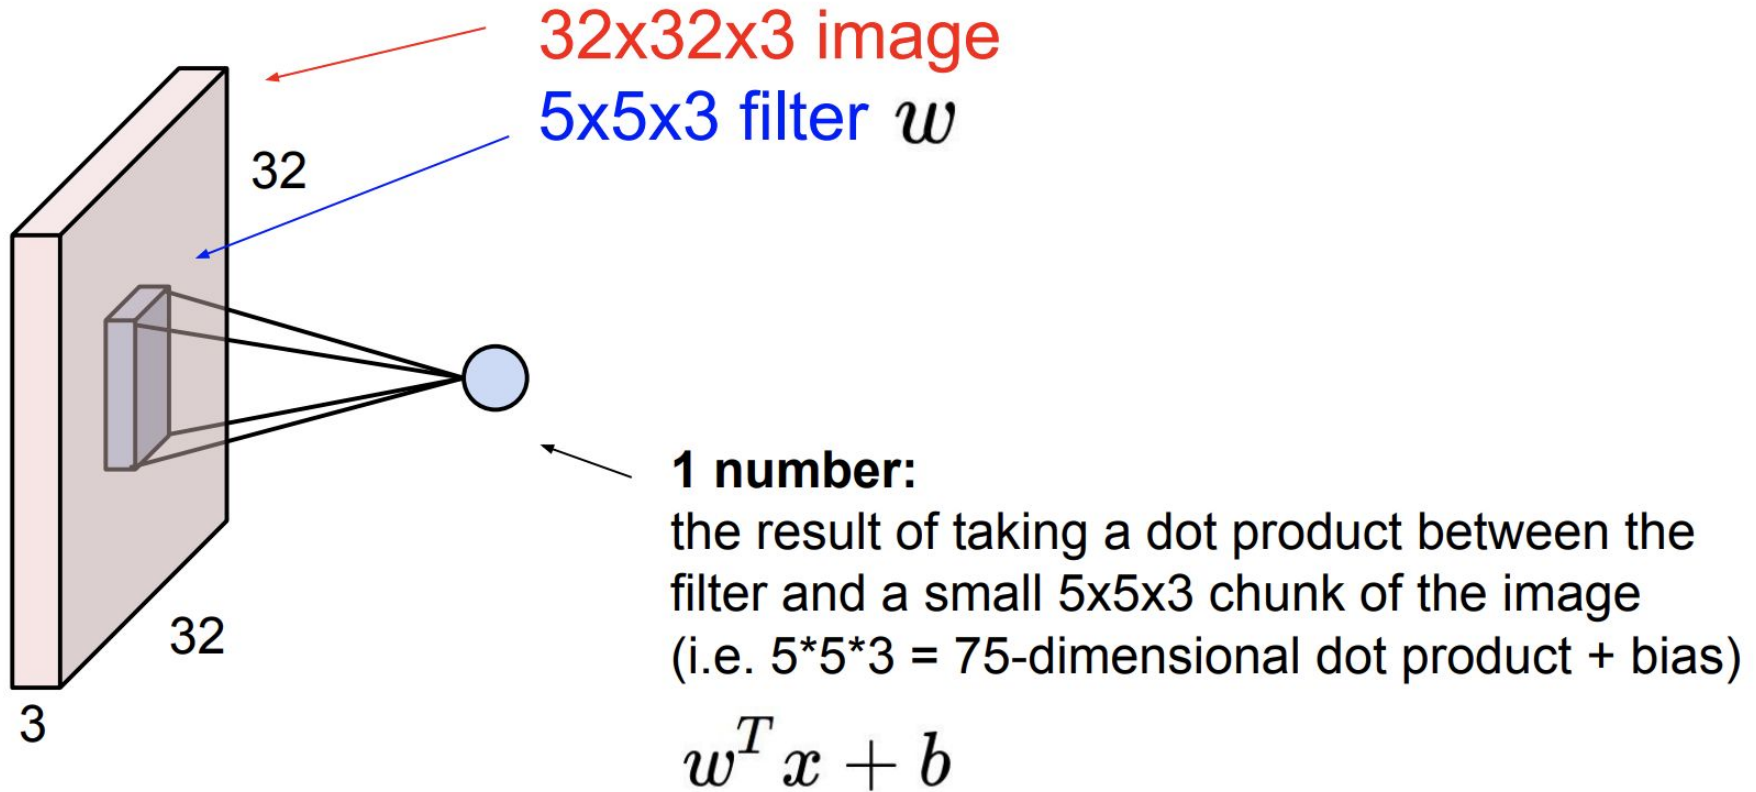 32x32x3 image
5x5x3 filter w
32
32
3
1 number:
the result of taking a dot product between the
filter and a small 5x5x3 chunk of the image
(i.e. 5*5*3 = 75-dimensional dot product + bias)
w^T x + b